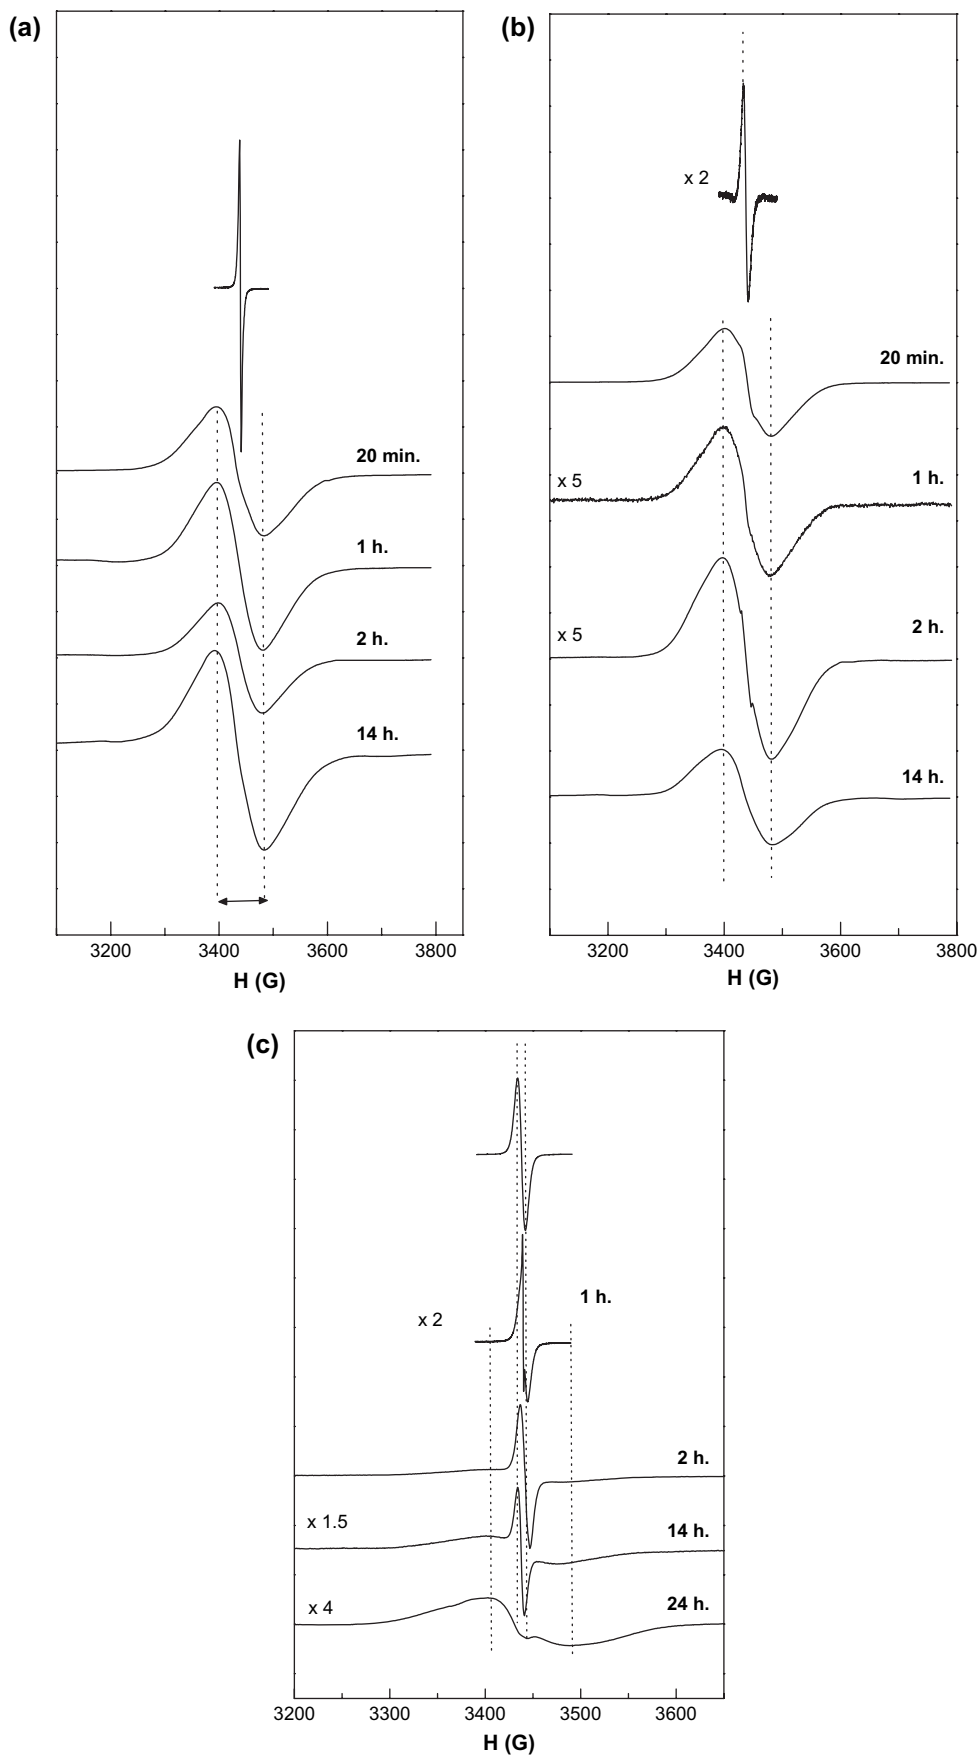 (a)
20 min.
1 h.
2 h.
14 h.
3200 3400 3600 3800
H (G)
(b)
x 2
20 min.
x 5
1 h.
x 5
2 h.
14 h.
3200 3400 3600 3800
H (G)
(c)
x 2
1 h.
2 h.
x 1.5
14 h.
x 4
24 h.
3200 3300 3400 3500 3600
H (G)